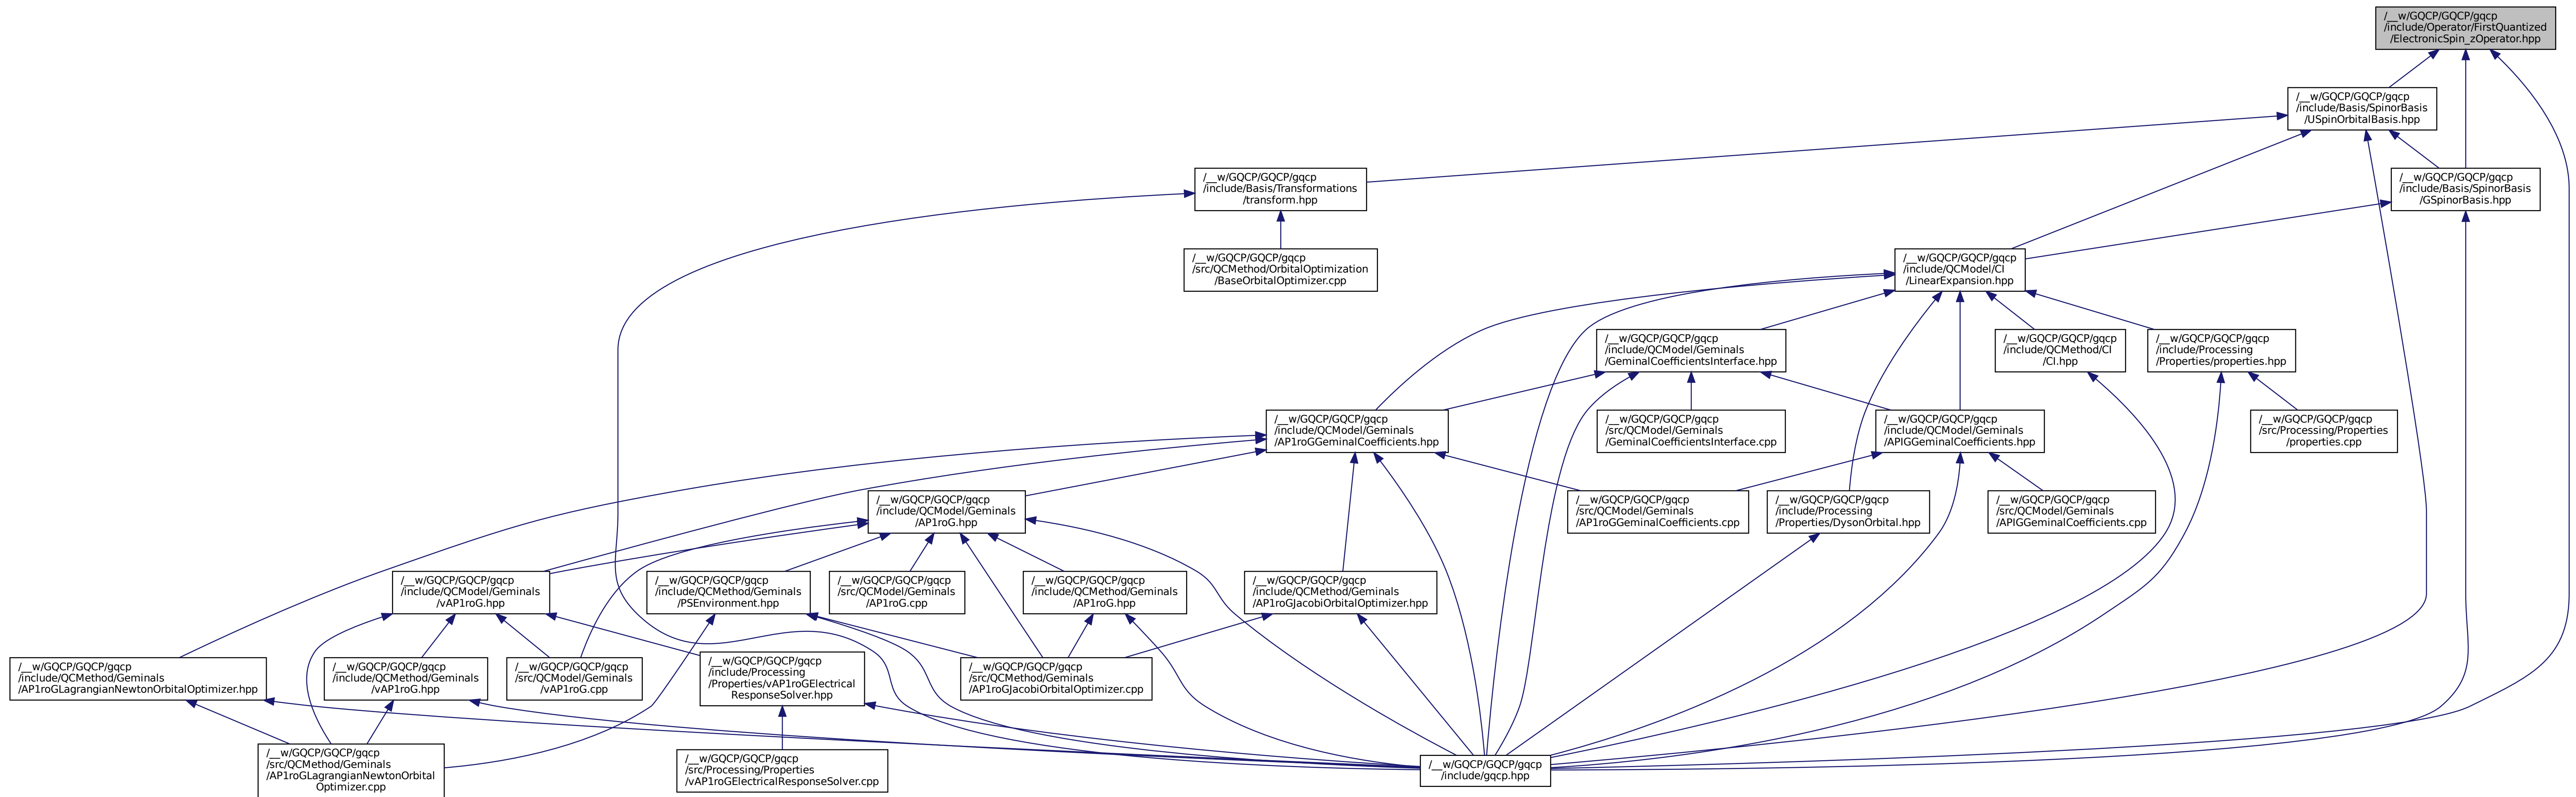 /__w/GQCP/GQCP/gqcp
/include/Operator/FirstQuantized
/ElectronicSpin_zOperator.hpp
/__w/GQCP/GQCP/gqcp
/include/Basis/SpinorBasis
/USpinOrbitalBasis.hpp
/__w/GQCP/GQCP/gqcp
/include/Basis/Transformations
/transform.hpp
/__w/GQCP/GQCP/gqcp
/include/Basis/SpinorBasis
/GSpinorBasis.hpp
/__w/GQCP/GQCP/gqcp
/src/QCMethod/OrbitalOptimization
/BaseOrbitalOptimizer.cpp
/__w/GQCP/GQCP/gqcp
/include/QCModel/CI
/LinearExpansion.hpp
/__w/GQCP/GQCP/gqcp
/include/QCModel/Geminals
/GeminalCoefficientsInterface.hpp
/__w/GQCP/GQCP/gqcp
/include/QCMethod/CI
/CI.hpp
/__w/GQCP/GQCP/gqcp
/include/Processing
/Properties/properties.hpp
/__w/GQCP/GQCP/gqcp
/include/QCModel/Geminals
/AP1roGGeminalCoefficients.hpp
/__w/GQCP/GQCP/gqcp
/src/QCModel/Geminals
/GeminalCoefficientsInterface.cpp
/__w/GQCP/GQCP/gqcp
/include/QCModel/Geminals
/APIGGeminalCoefficients.hpp
/__w/GQCP/GQCP/gqcp
/src/Processing/Properties
/properties.cpp
/__w/GQCP/GQCP/gqcp
/include/QCModel/Geminals
/AP1roG.hpp
/__w/GQCP/GQCP/gqcp
/src/QCModel/Geminals
/AP1roGGeminalCoefficients.cpp
/__w/GQCP/GQCP/gqcp
/include/Processing
/Properties/DysonOrbital.hpp
/__w/GQCP/GQCP/gqcp
/src/QCModel/Geminals
/APIGGeminalCoefficients.cpp
/__w/GQCP/GQCP/gqcp
/include/QCModel/Geminals
/vAP1roG.hpp
/__w/GQCP/GQCP/gqcp
/include/QCMethod/Geminals
/PSEnvironment.hpp
/__w/GQCP/GQCP/gqcp
/src/QCModel/Geminals
/AP1roG.cpp
/__w/GQCP/GQCP/gqcp
/include/QCMethod/Geminals
/AP1roG.hpp
/__w/GQCP/GQCP/gqcp
/include/QCMethod/Geminals
/AP1roGJacobiOrbitalOptimizer.hpp
/__w/GQCP/GQCP/gqcp
/include/QCMethod/Geminals
/AP1roGLagrangianNewtonOrbitalOptimizer.hpp
/__w/GQCP/GQCP/gqcp
/include/QCMethod/Geminals
/vAP1roG.hpp
/__w/GQCP/GQCP/gqcp
/src/QCModel/Geminals
/vAP1roG.cpp
/__w/GQCP/GQCP/gqcp
/include/Processing
/Properties/vAP1roGElectrical
ResponseSolver.hpp
/__w/GQCP/GQCP/gqcp
/src/QCMethod/Geminals
/AP1roGJacobiOrbitalOptimizer.cpp
/__w/GQCP/GQCP/gqcp
/src/QCMethod/Geminals
/AP1roGLagrangianNewtonOrbital
Optimizer.cpp
/__w/GQCP/GQCP/gqcp
/src/Processing/Properties
/vAP1roGElectricalResponseSolver.cpp
/__w/GQCP/GQCP/gqcp
/include/gqcp.hpp